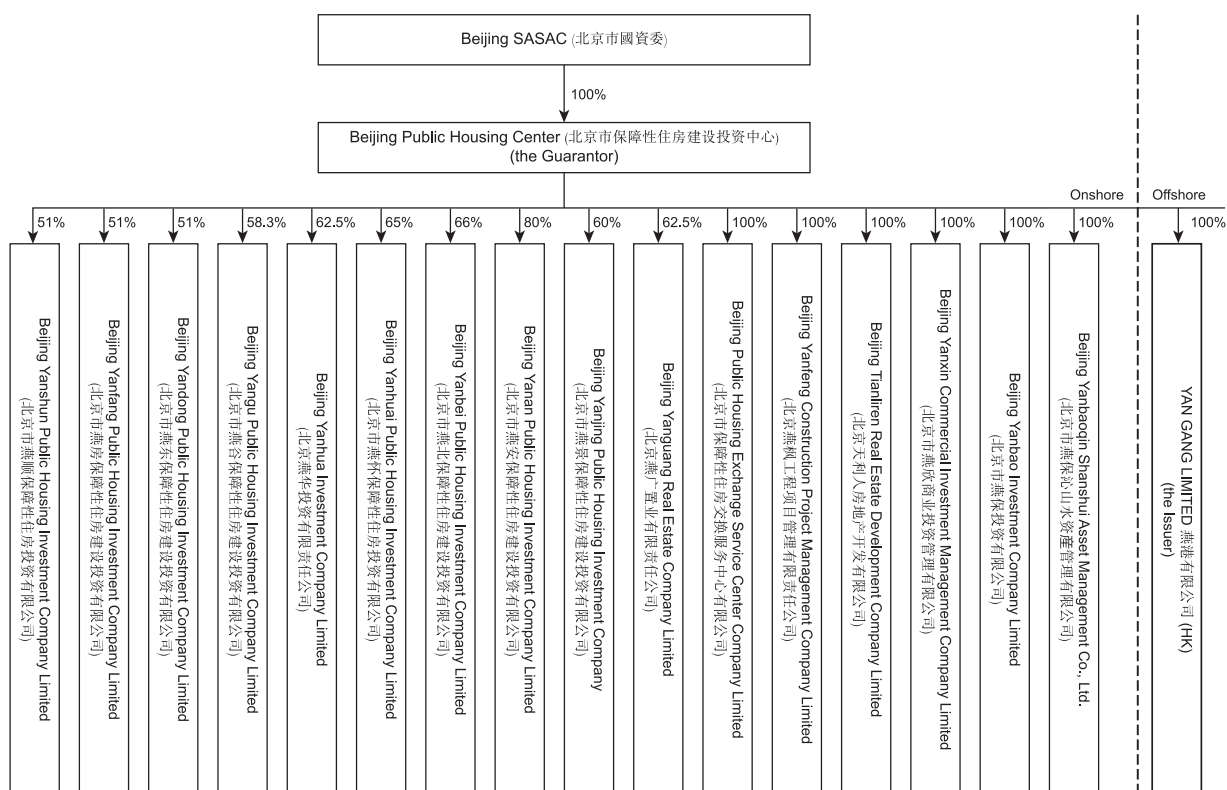 Beijing SASAC (北京市國資委)
100%
Beijing Public Housing Center (北京市保障性住房建设投资中心)
(the Guarantor)
Onshore
Offshore
51%
51%
51%
58.3%
62.5%
65%
66%
80%
60%
62.5%
100%
100%
100%
100%
100%
100%
100%
Beijing Yanshun Public Housing Investment Company Limited
(北京市燕顺保障性住房投资有限公司)
Beijing Yanfang Public Housing Investment Company Limited
(北京市燕房保障性住房建设投资有限公司)
Beijing Yandong Public Housing Investment Company Limited
(北京市燕东保障性住房建设投资有限公司)
Beijing Yangu Public Housing Investment Company Limited
(北京市燕谷保障性住房建设投资有限公司)
Beijing Yanhua Investment Company Limited
(北京燕华投资有限责任公司)
Beijing Yanhuai Public Housing Investment Company Limited
(北京市燕怀保障性住房投资有限公司)
Beijing Yanbei Public Housing Investment Company Limited
(北京市燕北保障性住房建设投资有限公司)
Beijing Yanan Public Housing Investment Company Limited
(北京市燕安保障性住房建设投资有限公司)
Beijing Yanjing Public Housing Investment Company
(北京市燕景保障性住房建设投资有限公司)
Beijing Yanguang Real Estate Company Limited
(北京燕广置业有限责任公司)
Beijing Public Housing Exchange Service Center Company Limited
(北京市保障性住房交换服务中心有限公司)
Beijing Yanfeng Construction Project Management Company Limited
(北京燕枫工程项目管理有限责任公司)
Beijing Tianliren Real Estate Development Company Limited
(北京天利人房地产开发有限公司)
Beijing Yanxin Commercial Investment Management Company Limited
(北京市燕欣商业投资管理有限公司)
Beijing Yanbao Investment Company Limited
(北京市燕保投资有限公司)
Beijing Yanbaoqin Shanshui Asset Management Co., Ltd.
(北京市燕保沁山水资產管理有限公司)
YAN GANG LIMITED 燕港有限公司 (HK)
(the Issuer)